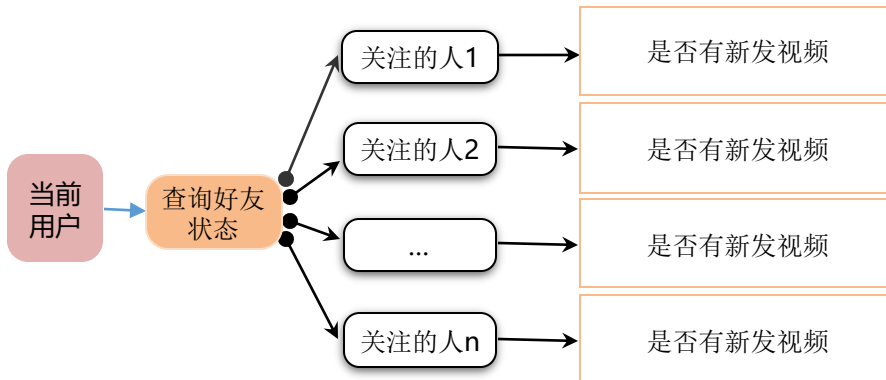 当前
用户
查询好友
状态
关注的人1
是否有新发视频
关注的人2
是否有新发视频
...
是否有新发视频
关注的人n
是否有新发视频